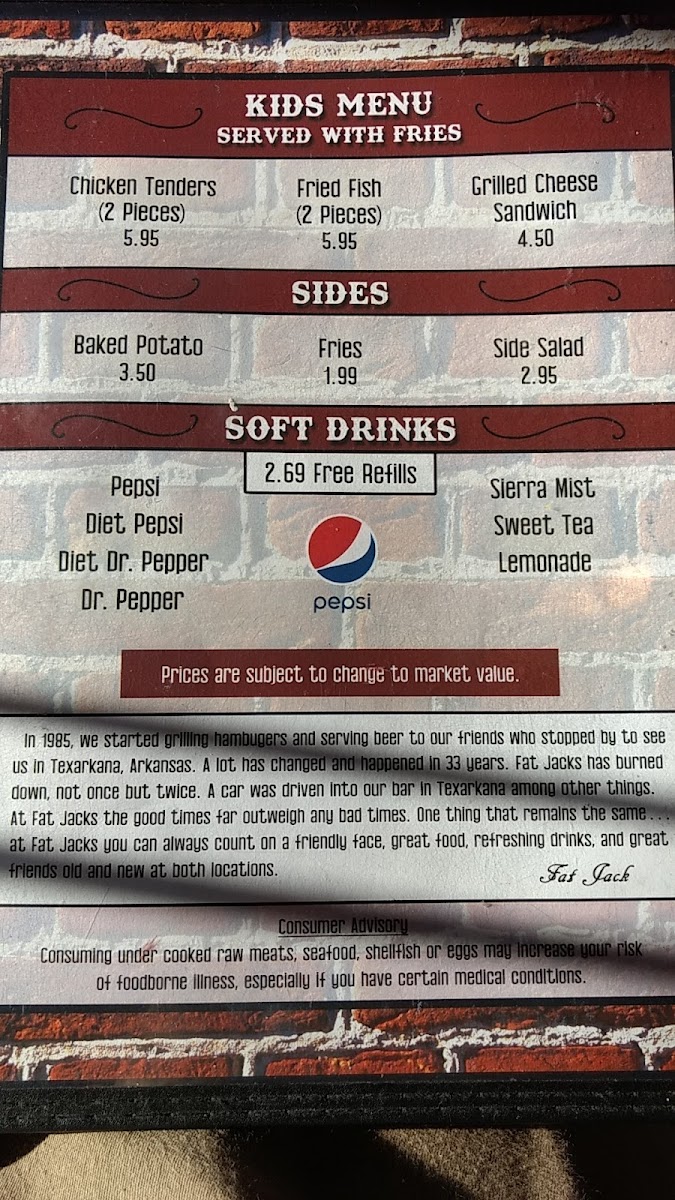 KIDS MENU
SERVED WITH FRIES
Chicken Tenders
(2 Pieces)
5.95
Fried Fish
(2 Pieces)
5.95
Grilled Cheese
Sandwich
4.50
SIDES
Baked Potato
3.50
Fries
1.99
Side Salad
2.95
SOFT DRINKS
2.69 Free Refills
Pepsi
Diet Pepsi
Diet Dr. Pepper
Dr. Pepper
pepsi
Sierra Mist
Sweet Tea
Lemonade
Prices are subject to change to market value.
In 1985, we started grilling hambugers and serving beer to our friends who stopped by to see
us in Texarkana, Arkansas. A lot has changed and happened in 33 years. Fat Jacks has burned
down, not once but twice. A car was driven into our bar in Texarkana among other things.
At Fat Jacks the good times far outweigh any bad times. One thing that remains the same...
at Fat Jacks you can always count on a friendly face, great food, refreshing drinks, and great
friends old and new at both locations.
Fat Jack
Consumer Advisory
Consuming under cooked raw meats, seafood, shellfish or eggs may increase your risk
of foodborne illness, especially if you have certain medical conditions.